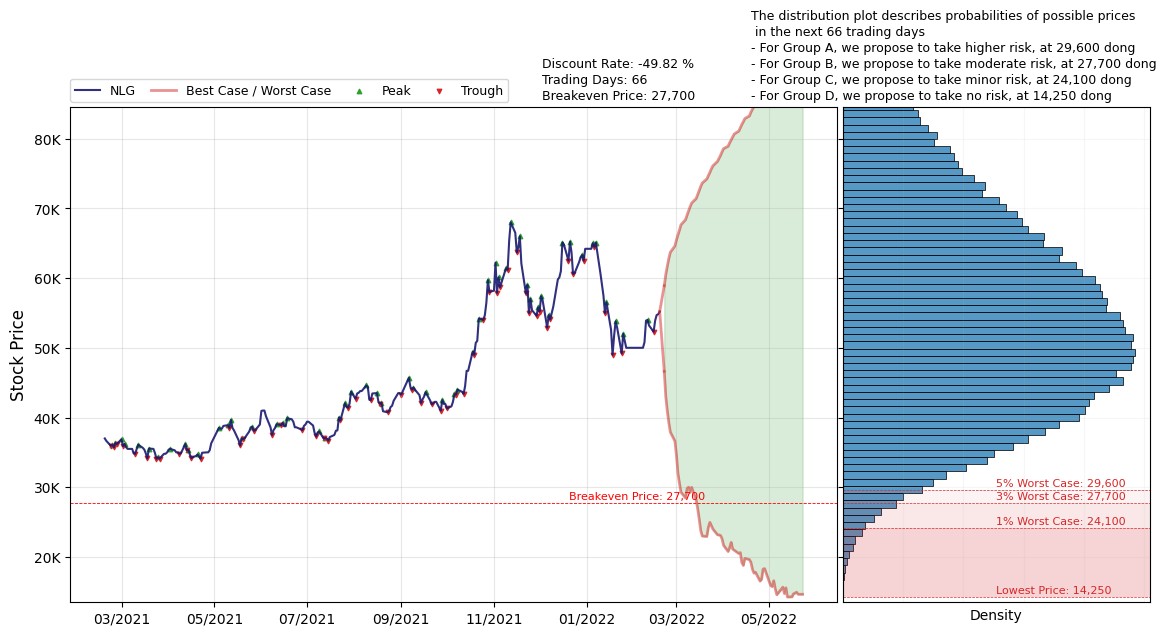 The distribution plot describes probabilities of possible prices
in the next 66 trading days
- For Group A, we propose to take higher risk, at 29,600 dong
- For Group B, we propose to take moderate risk, at 27,700 dong
- For Group C, we propose to take minor risk, at 24,100 dong
- For Group D, we propose to take no risk, at 14,250 dong
Discount Rate: -49.82 %
Trading Days: 66
Breakeven Price: 27,700
NLG
Best Case / Worst Case
Peak
Trough
Stock Price
80K
70K
60K
50K
40K
30K
20K
Breakeven Price: 27,700
03/2021
05/2021
07/2021
09/2021
11/2021
01/2022
03/2022
05/2022
5% Worst Case: 29,600
3% Worst Case: 27,700
1% Worst Case: 24,100
Lowest Price: 14,250
Density